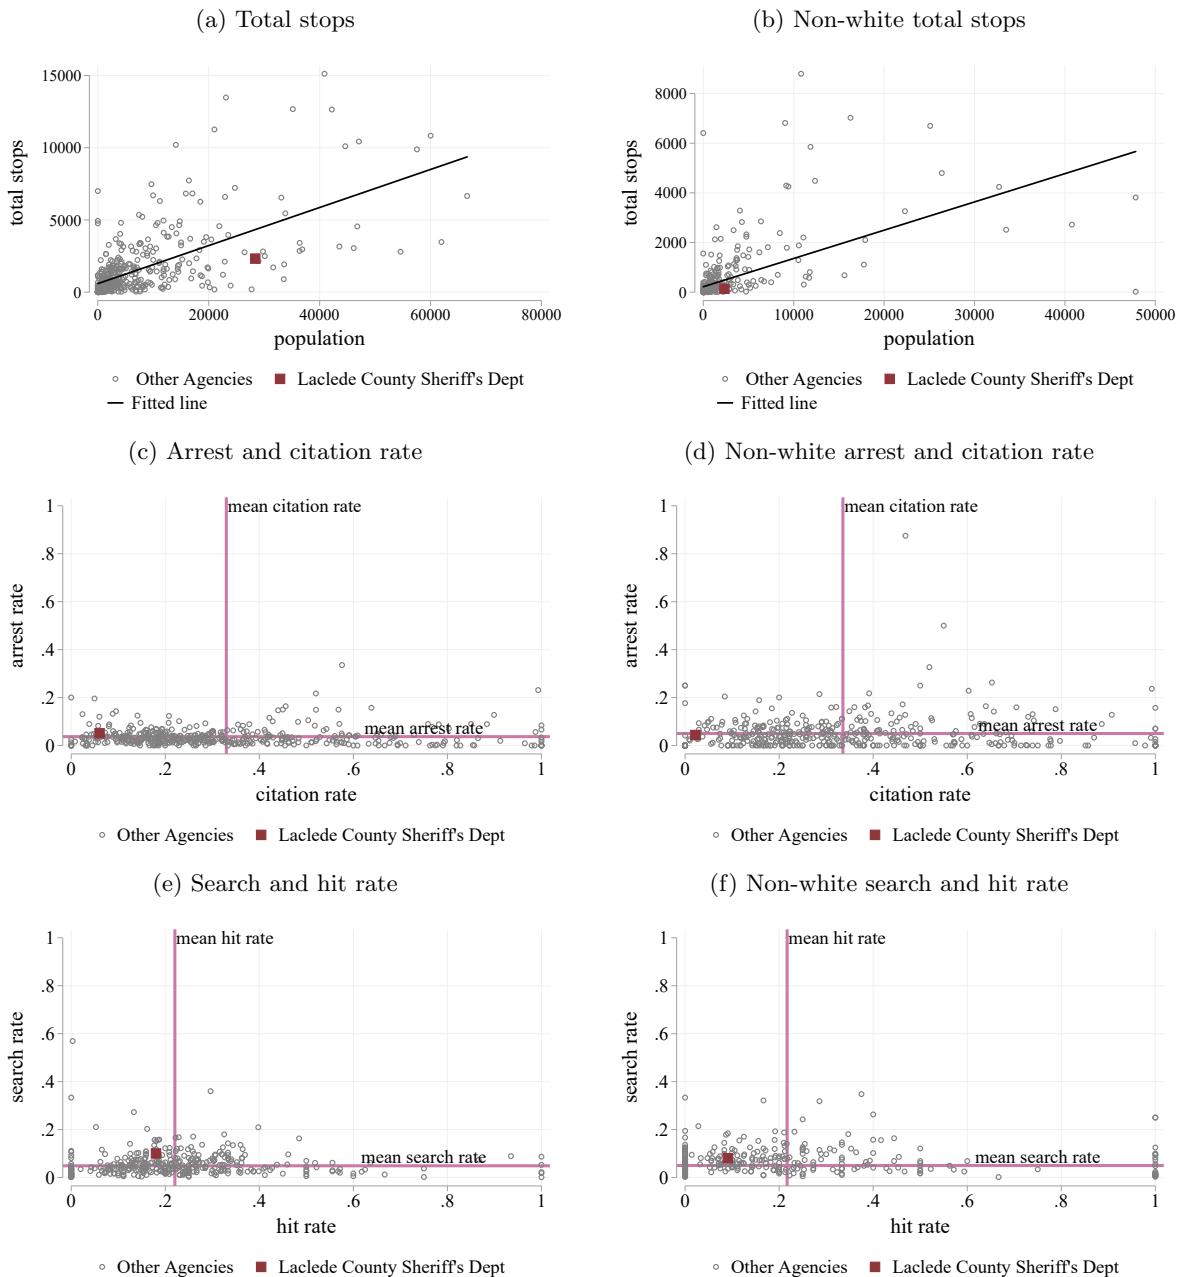 (a) Total stops
(b) Non-white total stops
total stops
15000
10000
5000
0
0 20000 40000 60000 80000
population
Other Agencies Laclede County Sheriff's Dept
Fitted line
total stops
8000
6000
4000
2000
0
0 10000 20000 30000 40000 50000
population
Other Agencies Laclede County Sheriff's Dept
Fitted line
(c) Arrest and citation rate
(d) Non-white arrest and citation rate
arrest rate
1
.8
.6
.4
.2
0
mean citation rate
mean arrest rate
0 .2 .4 .6 .8 1
citation rate
Other Agencies Laclede County Sheriff's Dept
arrest rate
1
.8
.6
.4
.2
0
mean citation rate
mean arrest rate
0 .2 .4 .6 .8 1
citation rate
Other Agencies Laclede County Sheriff's Dept
(e) Search and hit rate
(f) Non-white search and hit rate
search rate
1
.8
.6
.4
.2
0
mean hit rate
mean search rate
0 .2 .4 .6 .8 1
hit rate
Other Agencies Laclede County Sheriff's Dept
search rate
1
.8
.6
.4
.2
0
mean hit rate
mean search rate
0 .2 .4 .6 .8 1
hit rate
Other Agencies Laclede County Sheriff's Dept